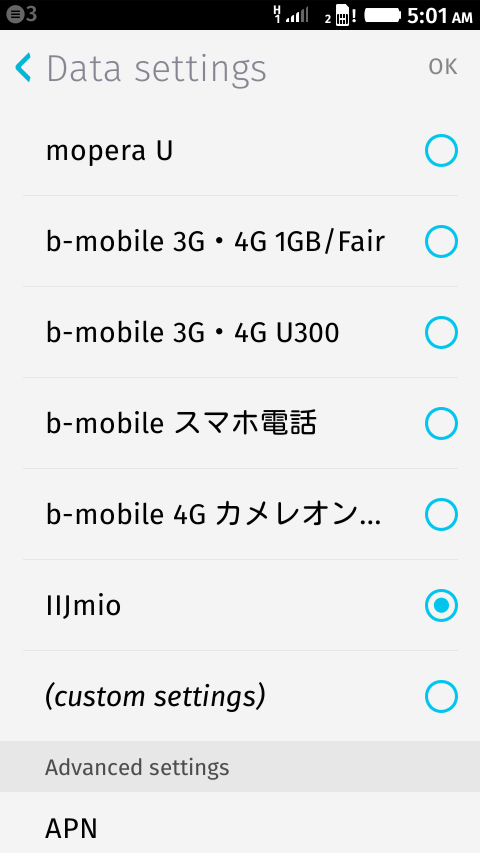 3 H 1 2 ! 5:01 AM
Data settings OK
mopera U
b-mobile 3G・4G 1GB/Fair
b-mobile 3G・4G U300
b-mobile スマホ電話
b-mobile 4G カメレオン...
IIJmio
(custom settings)
Advanced settings
APN